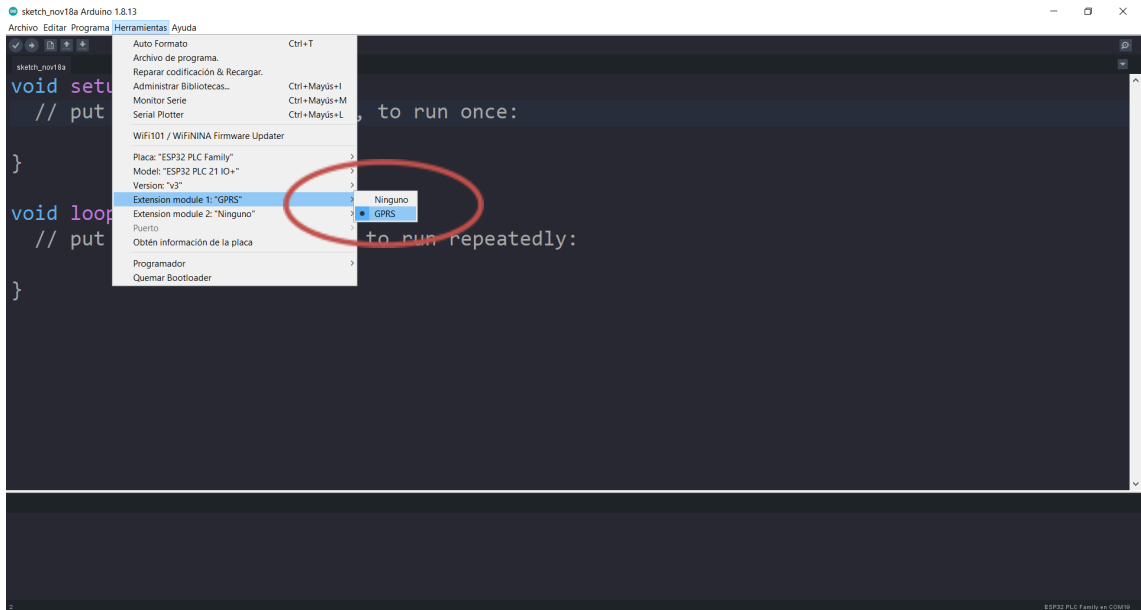 sketch_nov18a Arduino 1.8.13
Archivo Editar Programa Herramientas Ayuda
sketch_nov18a
Auto Formato Ctrl+T
Archivo de programa.
Reparar codificación & Recargar.
Administrar Bibliotecas... Ctrl+Mayús+I
Monitor Serie Ctrl+Mayús+M
Serial Plotter Ctrl+Mayús+L
WiFi101 / WiFiNINA Firmware Updater
Placa: "ESP32 PLC Family"
Model: "ESP32 PLC 21 IO+"
Version: "v3"
Extension module 1: "GPRS"
Extension module 2: "Ninguno"
Puerto
Obtén información de la placa
Programador
Quemar Bootloader
Ninguno
GPRS
void setu
// put , to run once:
}
void loop
// put to run repeatedly:
}
2 ESP32 PLC Family en COM18